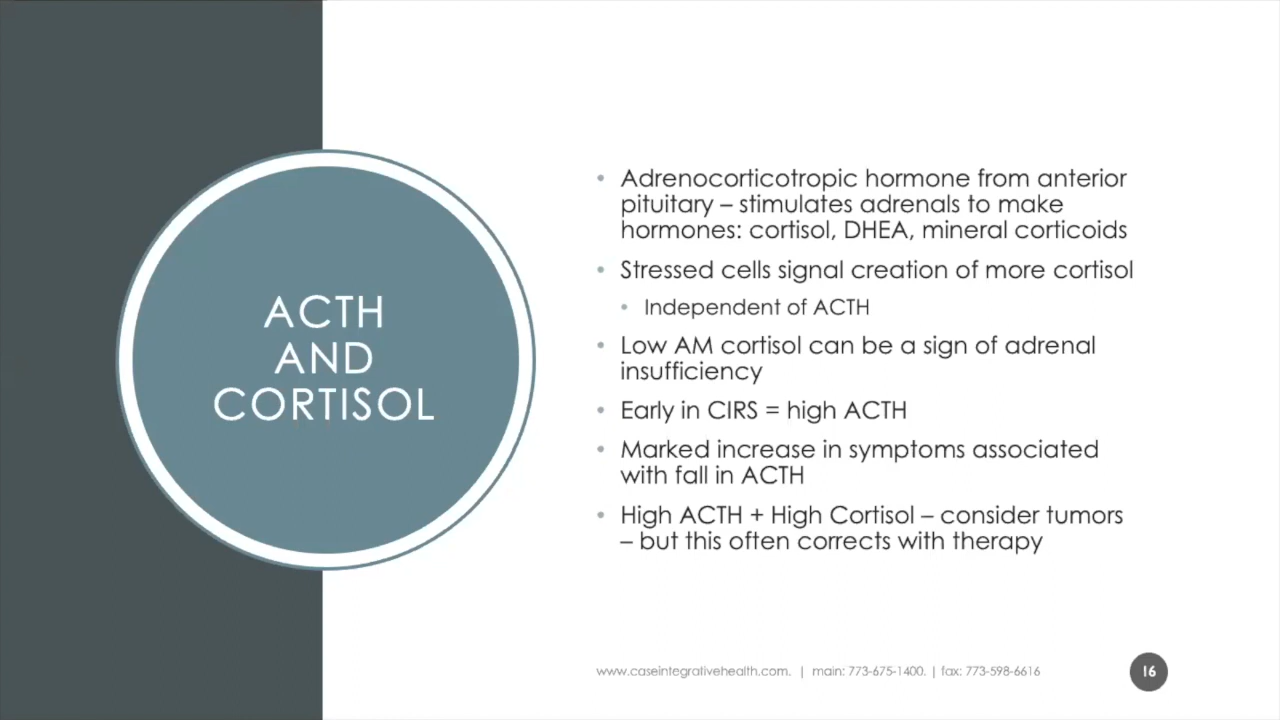 ACTH
AND
CORTISOL
• Adrenocorticotropic hormone from anterior
pituitary – stimulates adrenals to make
hormones: cortisol, DHEA, mineral corticoids
• Stressed cells signal creation of more cortisol
• Independent of ACTH
• Low AM cortisol can be a sign of adrenal
insufficiency
• Early in CIRS = high ACTH
• Marked increase in symptoms associated
with fall in ACTH
• High ACTH + High Cortisol – consider tumors
– but this often corrects with therapy
www.caseintegrativehealth.com. | main: 773-675-1400. | fax: 773-598-6616
16